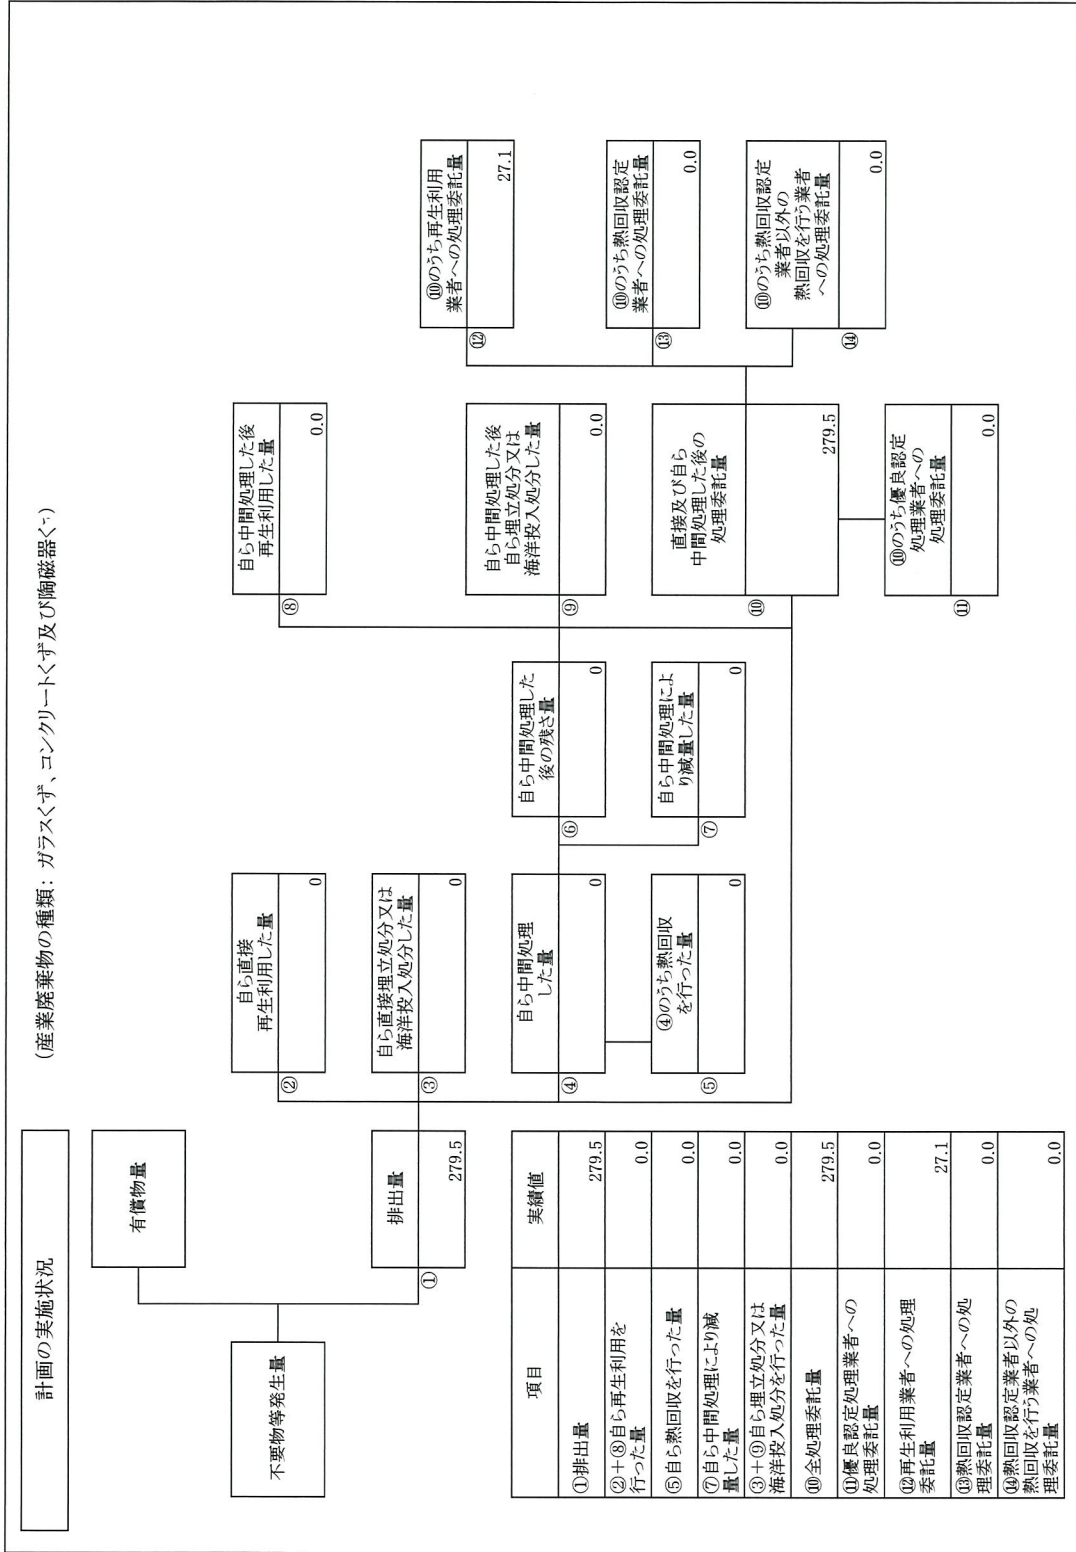 計画の実施状況
(産業廃棄物の種類: ガラスくず、コンクリートくず及び陶磁器く
不要物等発生量
有償物量
①
排出量
279.5
②
自ら直接
再生利用した量
0
③
自ら直接埋立処分又は
海洋投入処分した量
0
④
自ら中間処理
した量
0
⑤
④のうち熱回収
を行った量
0
⑥
自ら中間処理した
後の残さ量
0
⑦
自ら中間処理によ
り減量した量
0
⑧
自ら中間処理した後
再生利用した量
0.0
⑨
自ら中間処理した後
自ら埋立処分又は
海洋投入処分した量
0.0
⑩
直接及び自ら
中間処理した後の
処理委託量
279.5
⑪
⑩のうち優良認定
処理業者への
処理委託量
0.0
⑫
⑩のうち再生利用
業者への処理委託量
27.1
⑬
⑩のうち熱回収認定
業者への処理委託量
0.0
⑭
⑩のうち熱回収認定
業者以外の
熱回収を行う業者
への処理委託量
0.0
項目 実績値
①排出量 279.5
②+⑧自ら再生利用を
行った量 0.0
⑤自ら熱回収を行った量 0.0
⑦自ら中間処理により減
量した量 0.0
③+⑨自ら埋立処分又は
海洋投入処分を行った量 0.0
⑩全処理委託量 279.5
⑪優良認定処理業者への
処理委託量 0.0
⑫再生利用業者への処理
委託量 27.1
⑬熱回収認定業者への処
理委託量 0.0
⑭熱回収認定業者以外の
熱回収を行う業者への処
理委託量 0.0